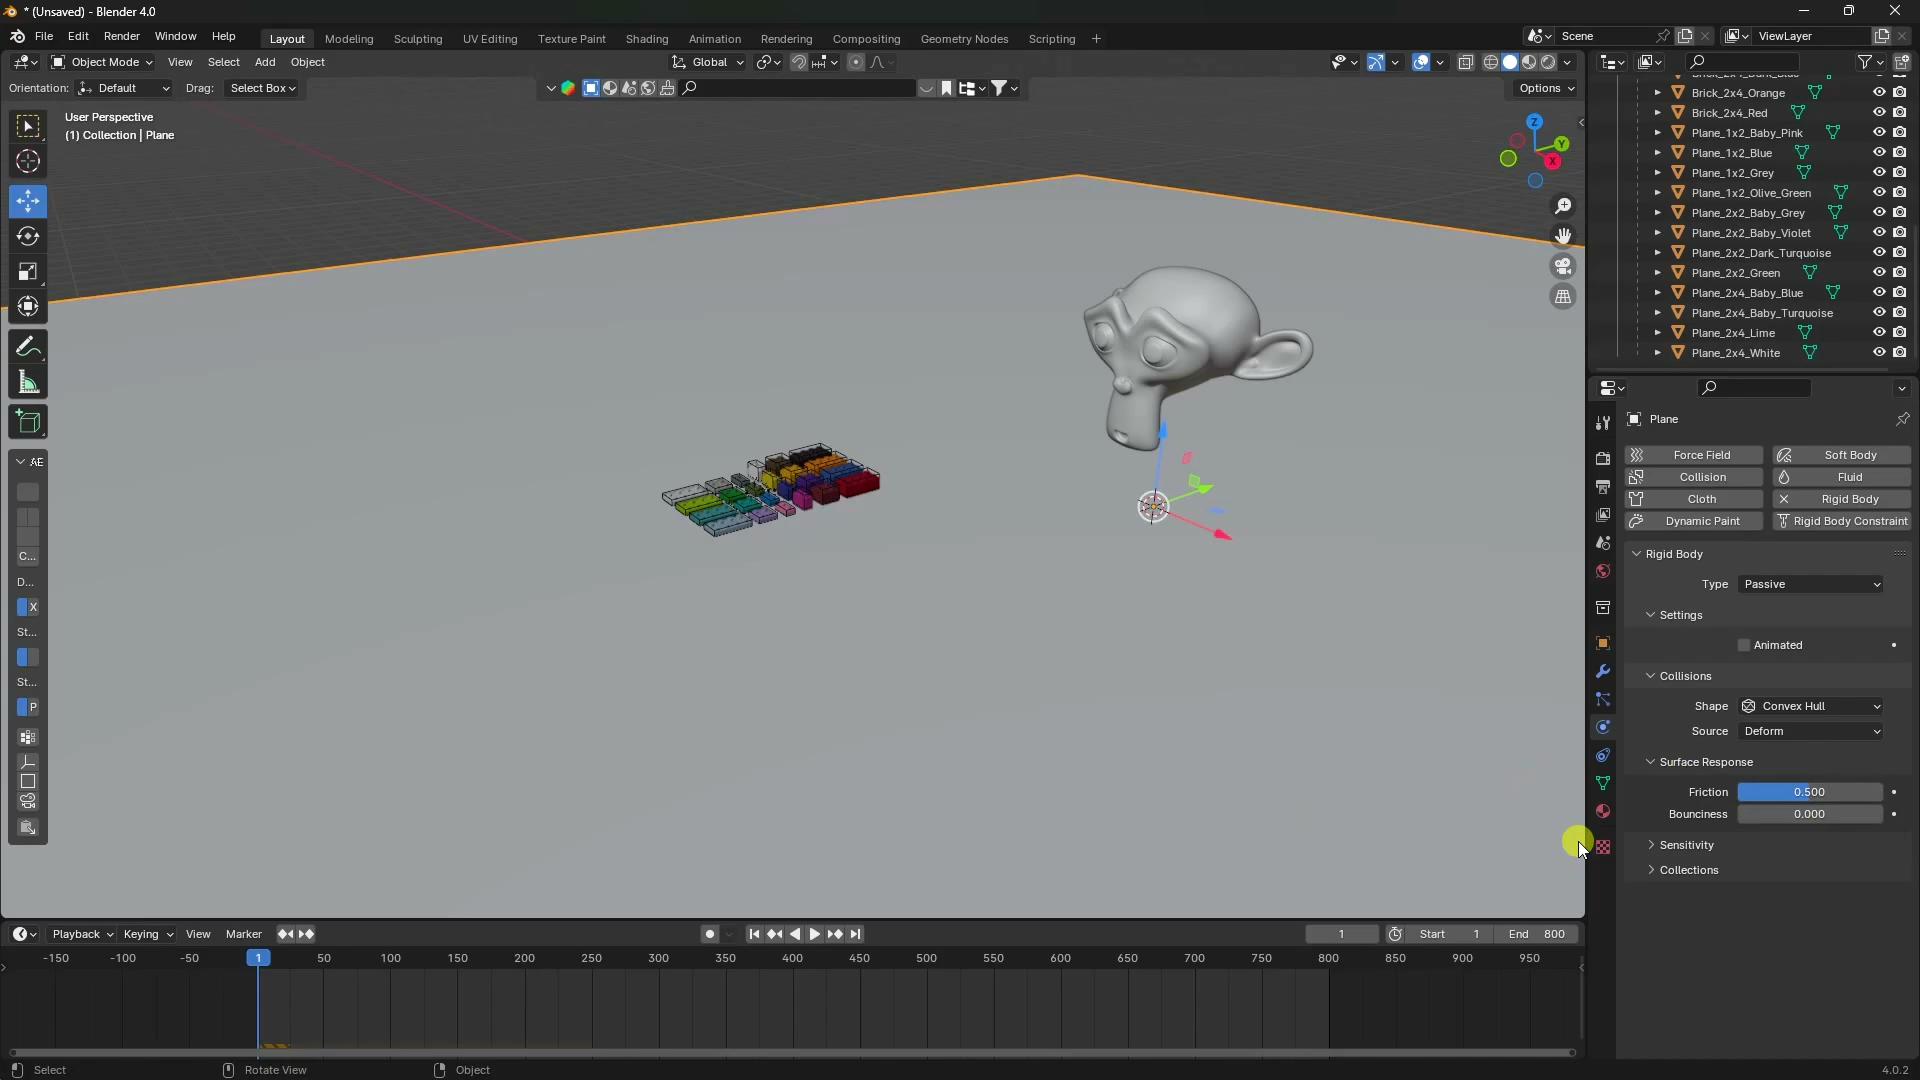 * (Unsaved) - Blender 4.0
File Edit Render Window Help
Layout Modeling Sculpting UV Editing Texture Paint Shading Animation Rendering Compositing Geometry Nodes Scripting +
Scene ViewLayer
Object Mode View Select Add Object Global
Orientation: Default Drag: Select Box Options
User Perspective
(1) Collection | Plane
Z
Y
X
Brick_2x4_Orange
Brick_2x4_Red
Plane_1x2_Baby_Pink
Plane_1x2_Blue
Plane_1x2_Grey
Plane_1x2_Olive_Green
Plane_2x2_Baby_Grey
Plane_2x2_Baby_Violet
Plane_2x2_Dark_Turquoise
Plane_2x2_Green
Plane_2x4_Baby_Blue
Plane_2x4_Baby_Turquoise
Plane_2x4_Lime
Plane_2x4_White
Plane
Force Field Soft Body
Collision Fluid
Cloth Rigid Body
Dynamic Paint Rigid Body Constraint
Rigid Body
Type Passive
Settings
Animated
Collisions
Shape Convex Hull
Source Deform
Surface Response
Friction 0.500
Bounciness 0.000
Sensitivity
Collections
AE
C...
D...
X
St...
St...
P
Playback Keying View Marker 1 Start 1 End 800
-150 -100 -50 1 50 100 150 200 250 300 350 400 450 500 550 600 650 700 750 800 850 900 950
Select Rotate View Object 4.0.2